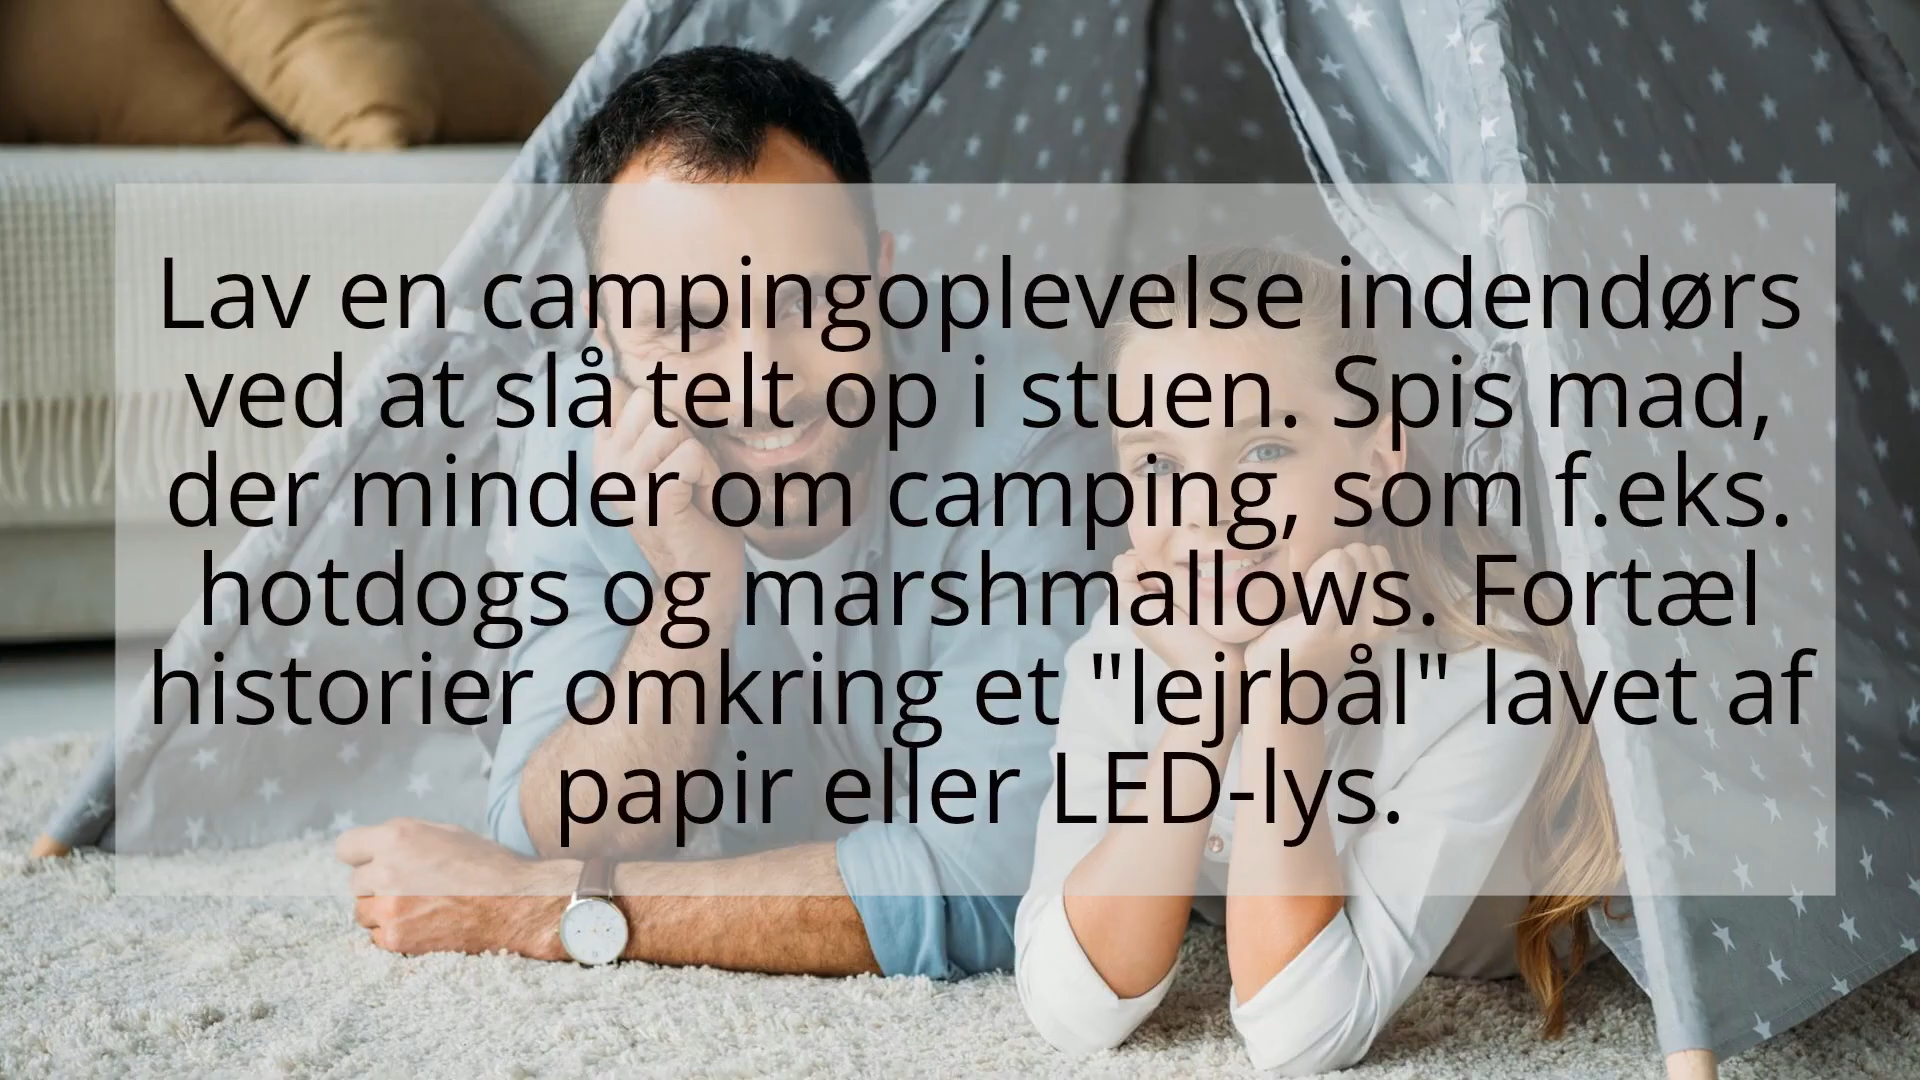 Lav en campingoplevelse indendørs
ved at slå telt op i stuen. Spis mad,
der minder om camping, som f.eks.
hotdogs og marshmallows. Fortæl
historier omkring et "lejrbål" lavet af
papir eller LED-lys.